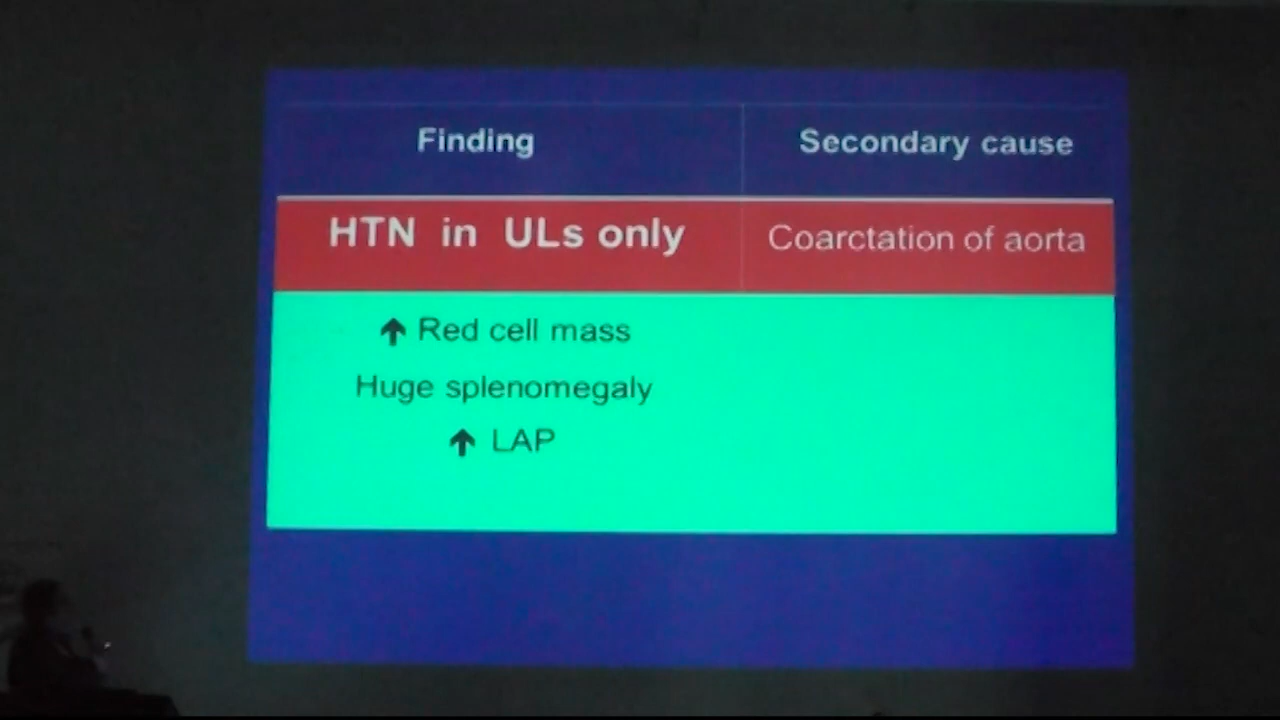 Finding Secondary cause
HTN in ULs only Coarctation of aorta
↑ Red cell mass
Huge splenomegaly
↑ LAP